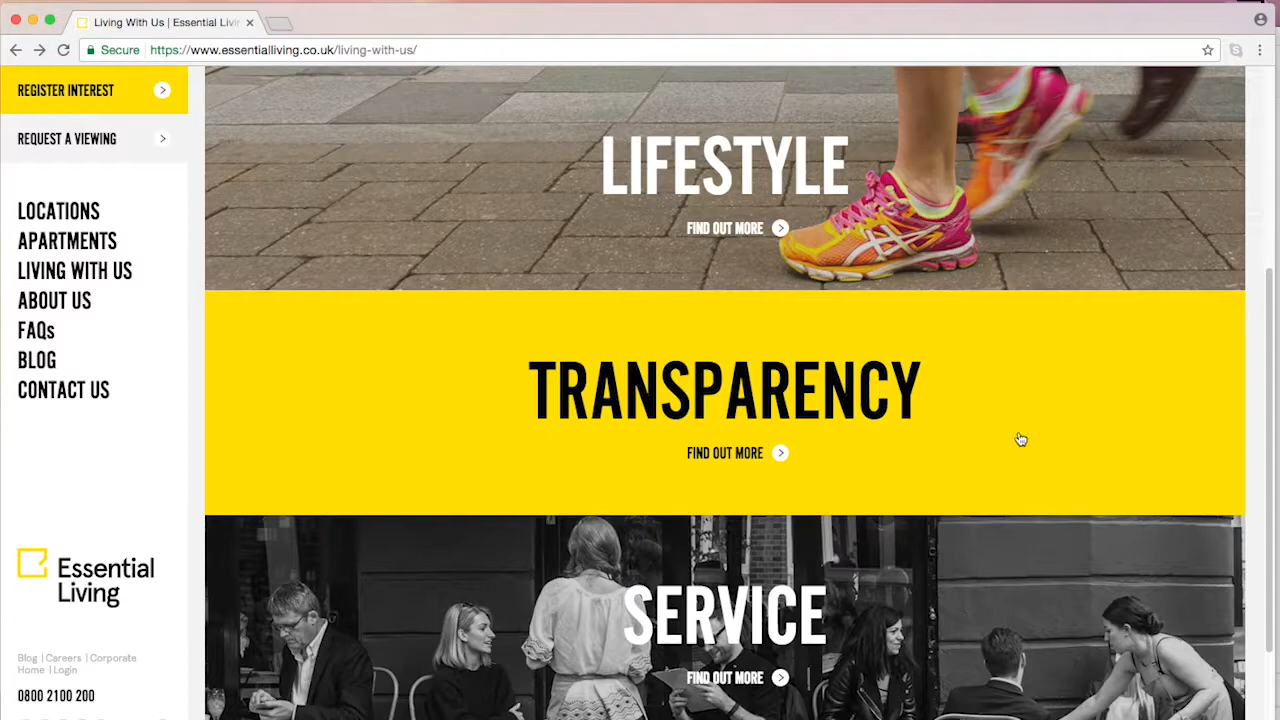 Living With Us | Essential Livin
Secure https://www.essentialliving.co.uk/living-with-us/
REGISTER INTEREST
REQUEST A VIEWING
LOCATIONS
APARTMENTS
LIVING WITH US
ABOUT US
FAQs
BLOG
CONTACT US
Essential
Living
Blog | Careers | Corporate
Home | Login
0800 2100 200
LIFESTYLE
FIND OUT MORE
TRANSPARENCY
FIND OUT MORE
SERVICE
FIND OUT MORE